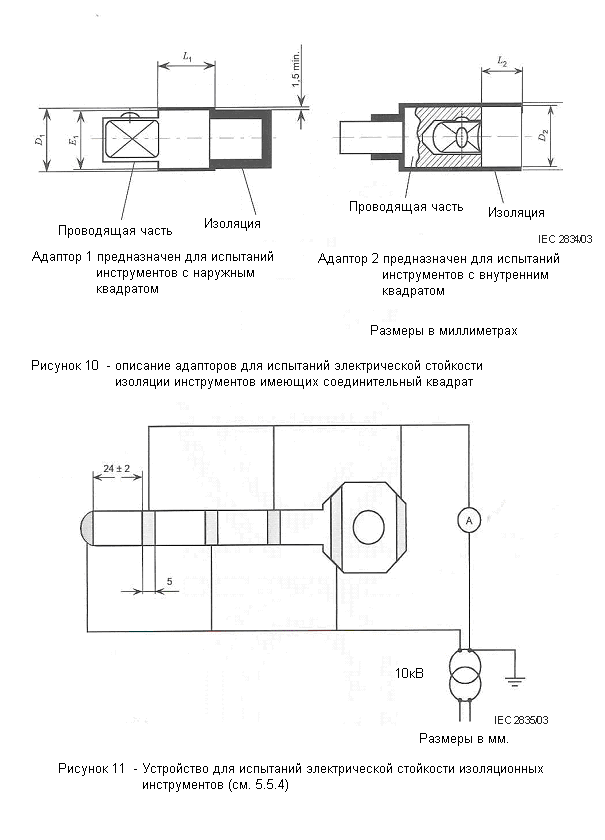 L1
1,5 min.
L2
D1
E1
D2
Проводящая часть
Изоляция
Проводящая часть
Изоляция
IEC 2834/03
Адаптор 1 предназначен для испытаний
инструментов с наружным
квадратом
Адаптор 2 предназначен для испытаний
инструментов с внутренним
квадратом
Размеры в миллиметрах
Рисунок 10 - описание адапторов для испытаний электрической стойкости
изоляции инструментов имеющих соединительный квадрат
24 ± 2
A
5
10кВ
IEC 2835/03
Размеры в мм.
Рисунок 11 - Устройство для испытаний электрической стойкости изоляционных
инструментов (см. 5.5.4)